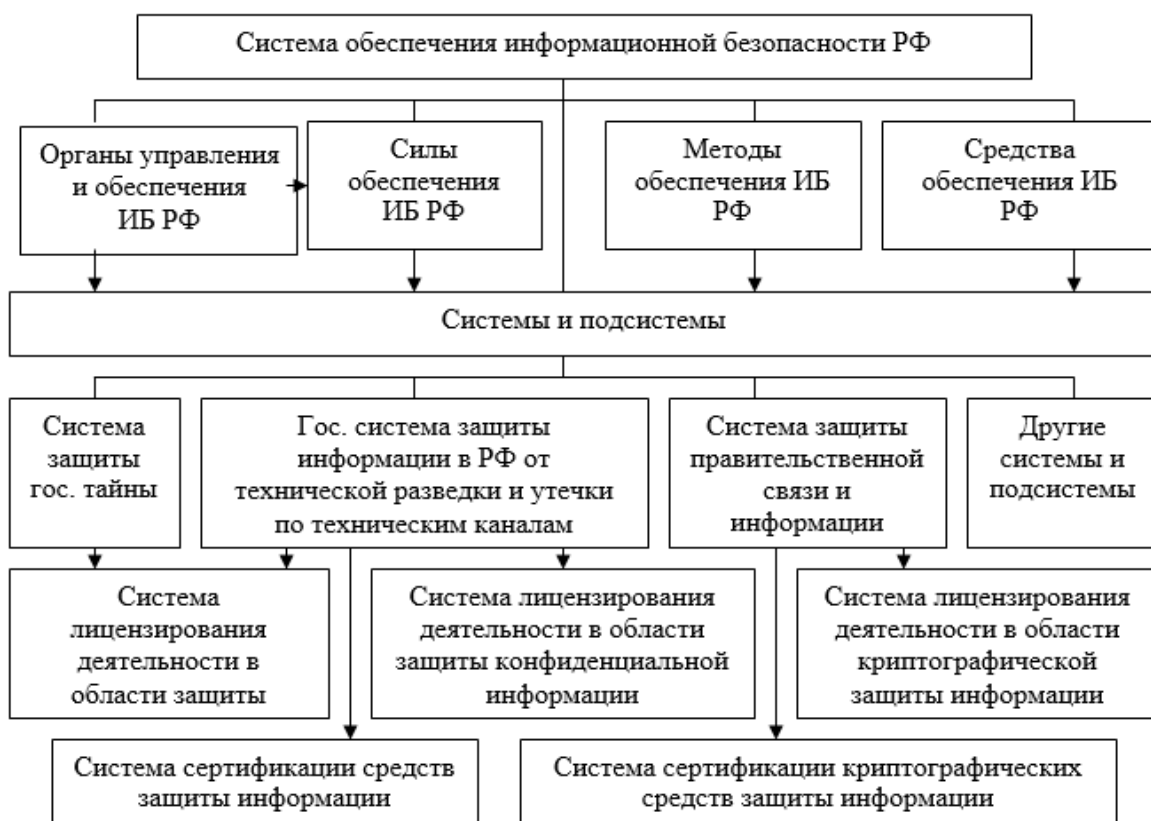 Система обеспечения информационной безопасности РФ
Органы управления
и обеспечения
ИБ РФ
Силы
обеспечения
ИБ РФ
Методы
обеспечения ИБ
РФ
Средства
обеспечения ИБ
РФ
Системы и подсистемы
Система
защиты
гос. тайны
Гос. система защиты
информации в РФ от
технической разведки и утечки
по техническим каналам
Система защиты
правительственной
связи и
информации
Другие
системы и
подсистемы
Система
лицензирования
деятельности в
области защиты
Система лицензирования
деятельности в области
защиты конфиденциальной
информации
Система лицензирования
деятельности в области
криптографической
защиты информации
Система сертификации средств
защиты информации
Система сертификации криптографических
средств защиты информации